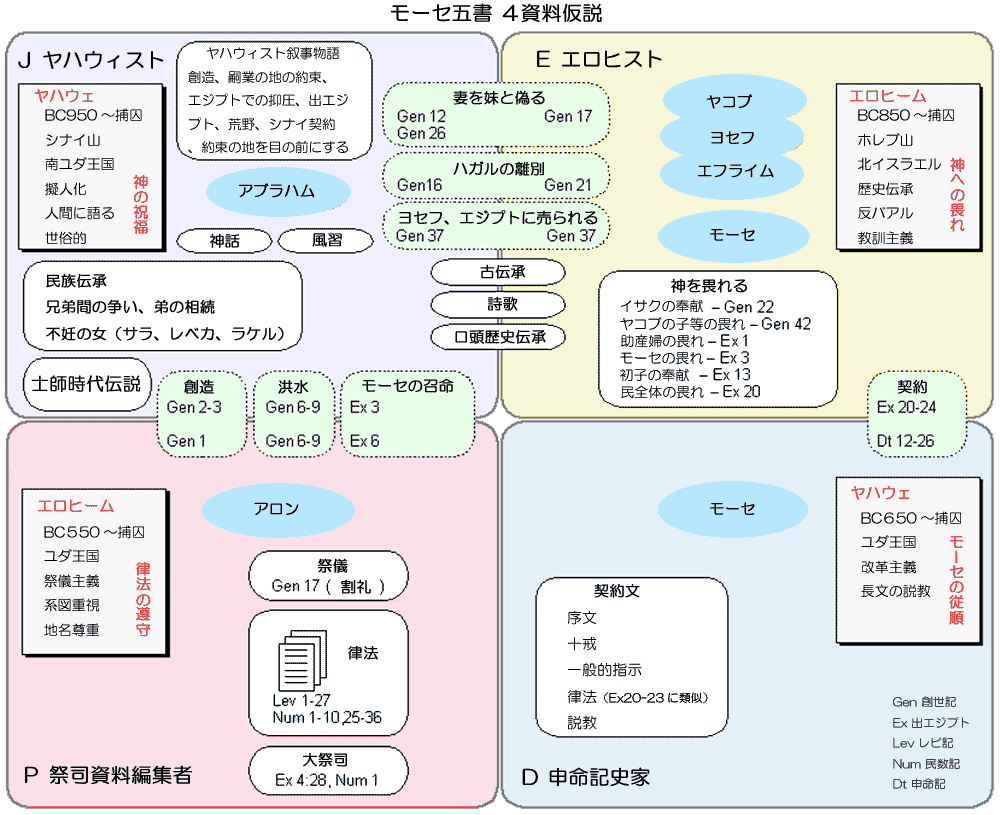 モーセ五書 4資料仮説
J ヤハウィスト
ヤハウェ
BC950～捕囚
シナイ山
南ユダ王国
擬人化
人間に語る
世俗的
神の祝福
ヤハウィスト叙事物語
創造、嗣業の地の約束、
エジプトでの抑圧、出エジ
プト、荒野、シナイ契約
、約束の地を目の前にする
アブラハム
神話
風習
民族伝承
兄弟間の争い、弟の相続
不妊の女（サラ、レベカ、ラケル）
士師時代伝説
妻を妹と偽る
Gen 12 Gen 17
Gen 26
ハガルの離別
Gen16 Gen 21
ヨセフ、エジプトに売られる
Gen 37 Gen 37
古伝承
詩歌
口頭歴史伝承
E エロヒスト
ヤコブ
ヨセフ
エフライム
モーセ
エロヒーム
BC850～捕囚
ホレブ山
北イスラエル
歴史伝承
反バアル
教訓主義
神への畏れ
神を畏れる
イサクの奉献 – Gen 22
ヤコブの子等の畏れ – Gen 42
助産婦の畏れ – Ex 1
モーセの畏れ – Ex 3
初子の奉献 – Ex 13
民全体の畏れ – Ex 20
創造
Gen 2-3
Gen 1
洪水
Gen 6-9
Gen 6-9
モーセの召命
Ex 3
Ex 6
契約
Ex 20-24
Dt 12-26
エロヒーム
BC550～捕囚
ユダ王国
祭儀主義
系図重視
地名尊重
律法の遵守
アロン
祭儀
Gen 17 ( 割礼 )
律法
Lev 1-27
Num 1-10,25-36
大祭司
Ex 4:28, Num 1
P 祭司資料編集者
モーセ
ヤハウェ
BC650～捕囚
ユダ王国
改革主義
長文の説教
モーセの従順
契約文
序文
十戒
一般的指示
律法（Ex20-23に類似）
説教
D 申命記史家
Gen 創世記
Ex 出エジプト
Lev レビ記
Num 民数記
Dt 申命記